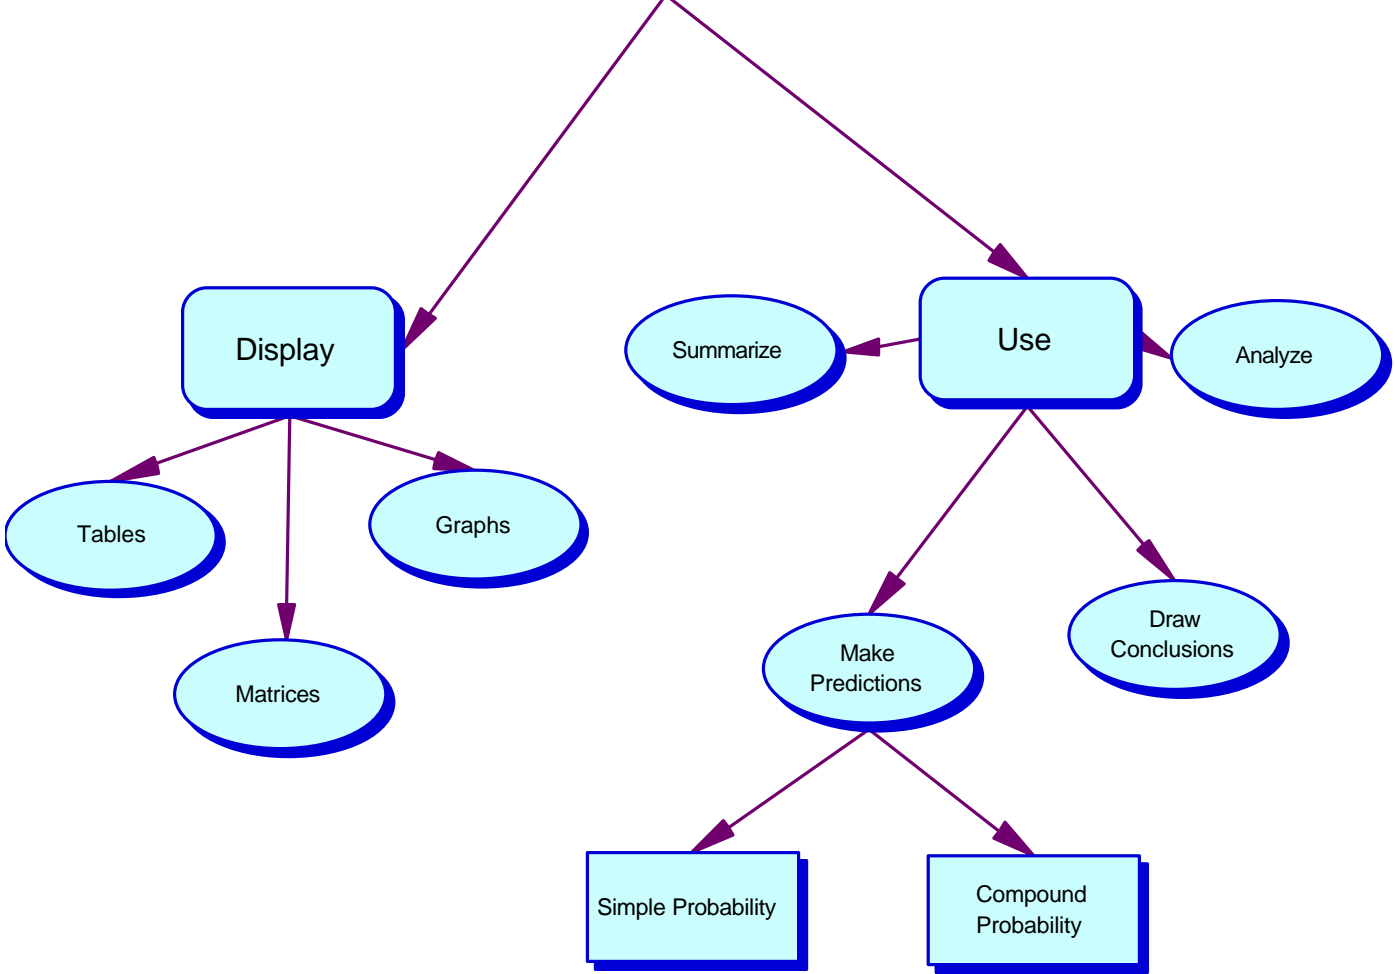 Display
Use
Summarize
Analyze
Tables
Graphs
Matrices
Make
Predictions
Draw
Conclusions
Simple Probability
Compound
Probability